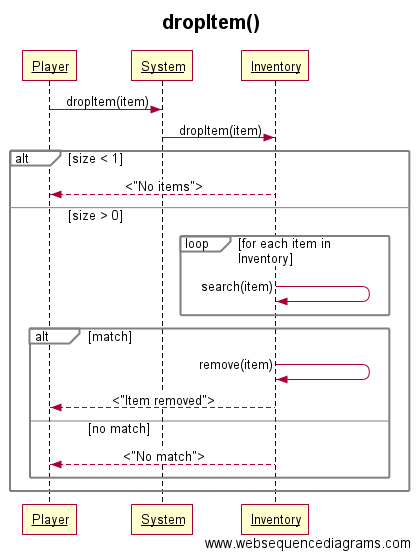 dropItem()
Player System Inventory
dropItem(item)
dropItem(item)
alt [size < 1]
<"No items">
[size > 0]
loop [for each item in
Inventory]
search(item)
alt [match]
remove(item)
<"Item removed">
[no match]
<"No match">
Player System Inventory
www.websequencediagrams.com